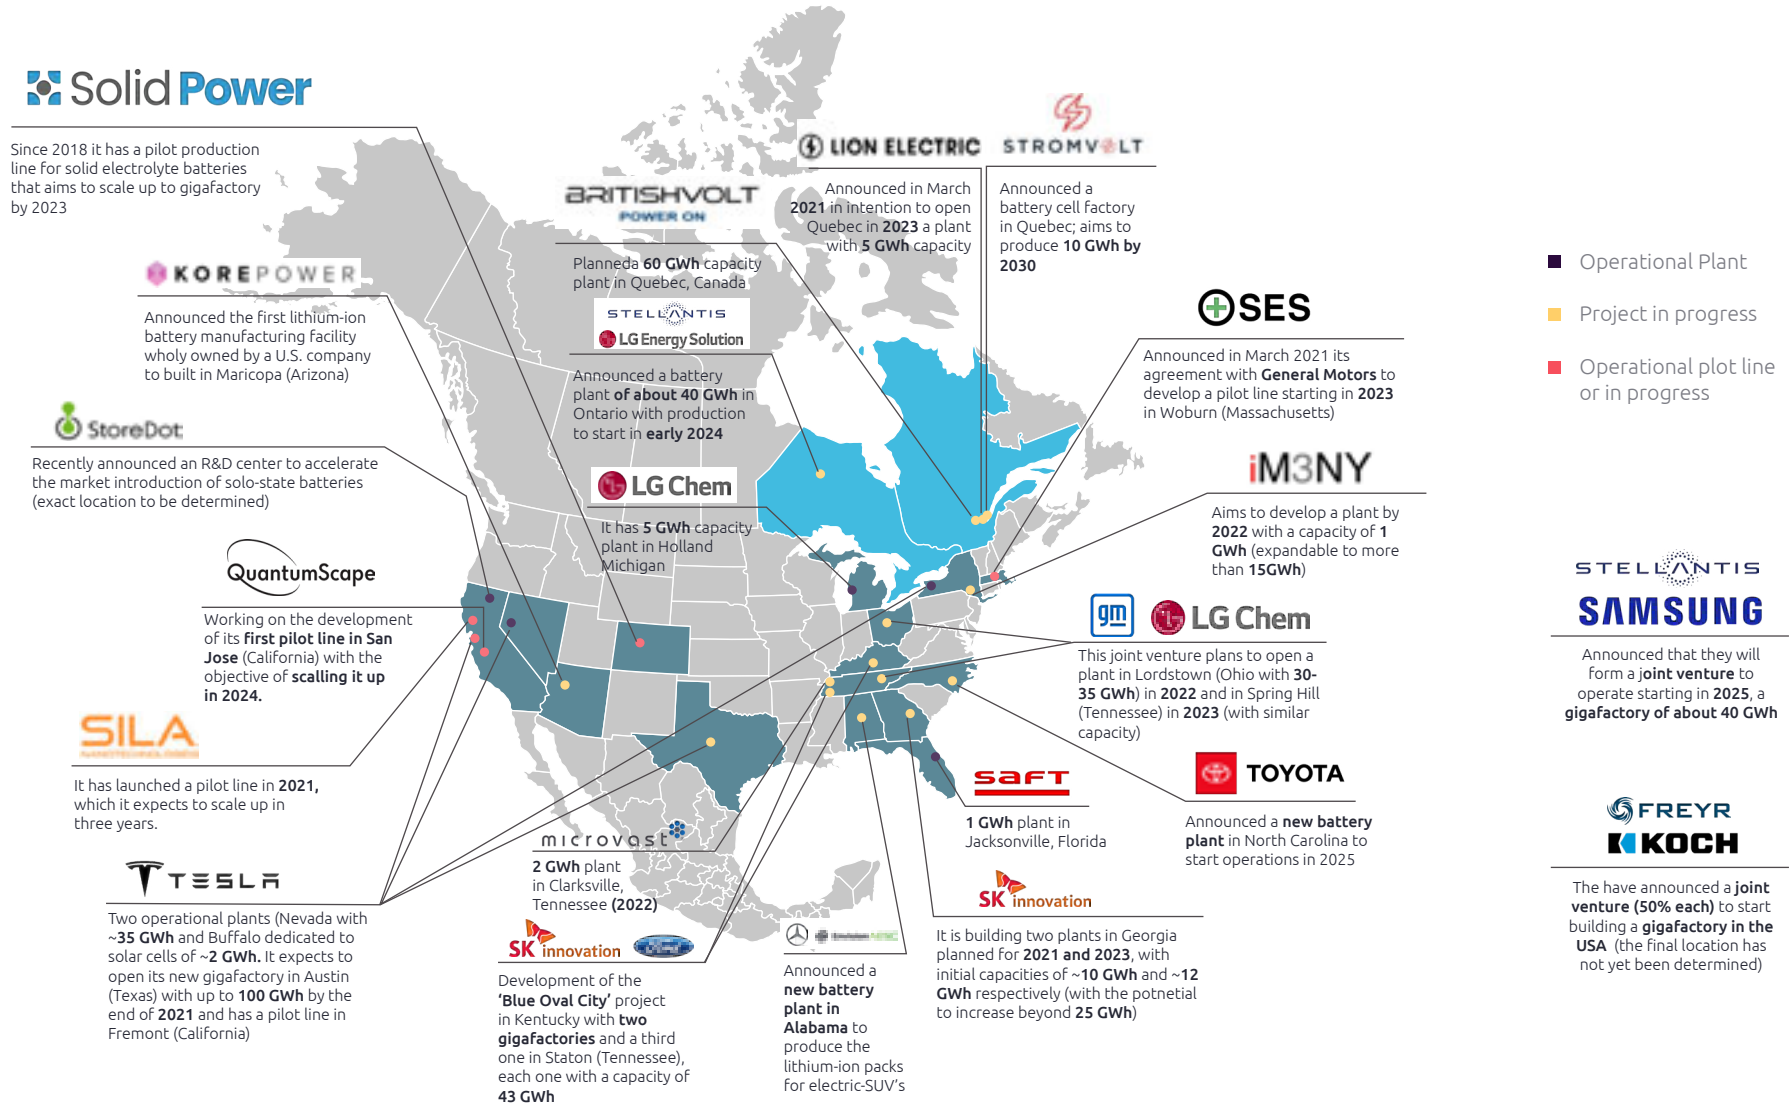 Solid Power
Since 2018 it has a pilot production
line for solid electrolyte batteries
that aims to scale up to gigafactory
by 2023
KOREPOWER
Announced the first lithium-ion
battery manufacturing facility
wholy owned by a U.S. company
to built in Maricopa (Arizona)
StoreDot
Recently announced an R&D center to accelerate
the market introduction of solo-state batteries
(exact location to be determined)
QuantumScape
Working on the development
of its first pilot line in San
Jose (California) with the
objective of scalling it up
in 2024.
SILA
NANOTECHNOLOGIES
It has launched a pilot line in 2021,
which it expects to scale up in
three years.
TESLA
Two operational plants (Nevada with
~35 GWh and Buffalo dedicated to
solar cells of ~2 GWh. It expects to
open its new gigafactory in Austin
(Texas) with up to 100 GWh by the
end of 2021 and has a pilot line in
Fremont (California)
BRITISHVOLT
POWER ON
Planneda 60 GWh capacity
plant in Quebec, Canada
STELLANTIS
LG Energy Solution
Announced a battery
plant of about 40 GWh in
Ontario with production
to start in early 2024
LG Chem
It has 5 GWh capacity
plant in Holland
Michigan
LION ELECTRIC
Announced in March
2021 in intention to open
Quebec in 2023 a plant
with 5 GWh capacity
STROMVOLT
Announced a
battery cell factory
in Quebec; aims to
produce 10 GWh by
2030
SES
Announced in March 2021 its
agreement with General Motors to
develop a pilot line starting in 2023
in Woburn (Massachusetts)
iM3NY
Aims to develop a plant by
2022 with a capacity of 1
GWh (expandable to more
than 15GWh)
gm LG Chem
This joint venture plans to open a
plant in Lordstown (Ohio with 30-
35 GWh) in 2022 and in Spring Hill
(Tennessee) in 2023 (with similar
capacity)
TOYOTA
Announced a new battery
plant in North Carolina to
start operations in 2025
saft
1 GWh plant in
Jacksonville, Florida
SK innovation
It is building two plants in Georgia
planned for 2021 and 2023, with
initial capacities of ~10 GWh and ~12
GWh respectively (with the potnetial
to increase beyond 25 GWh)
microvast
2 GWh plant
in Clarksville,
Tennessee (2022)
SK innovation
Development of the
‘Blue Oval City’ project
in Kentucky with two
gigafactories and a third
one in Staton (Tennessee),
each one with a capacity of
43 GWh
Announced a
new battery
plant in
Alabama to
produce the
lithium-ion packs
for electric-SUV’s
Operational Plant
Project in progress
Operational plot line
or in progress
STELLANTIS
SAMSUNG
Announced that they will
form a joint venture to
operate starting in 2025, a
gigafactory of about 40 GWh
FREYR
KOCH
The have announced a joint
venture (50% each) to start
building a gigafactory in the
USA (the final location has
not yet been determined)